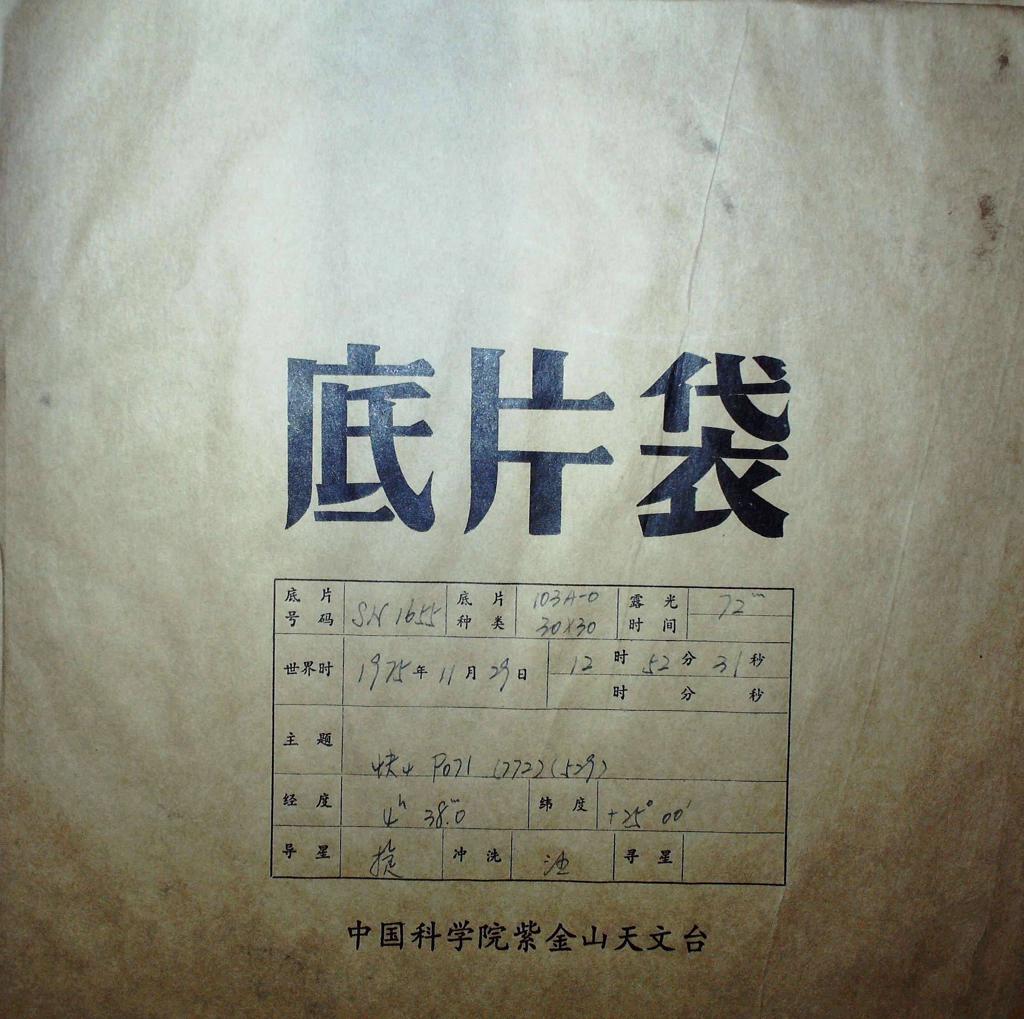 底片袋
底片号码 SN 1655 底片种类 103A-0 30×30 露光时间 72ᵐ
世界时 1975年11月29日 12时52分31秒
时 分 秒
主题 P071 (772) (529)
经度 4ʰ 38ᵐ.0 纬度 +25° 00′
导星 冲洗 寻星
中国科学院紫金山天文台